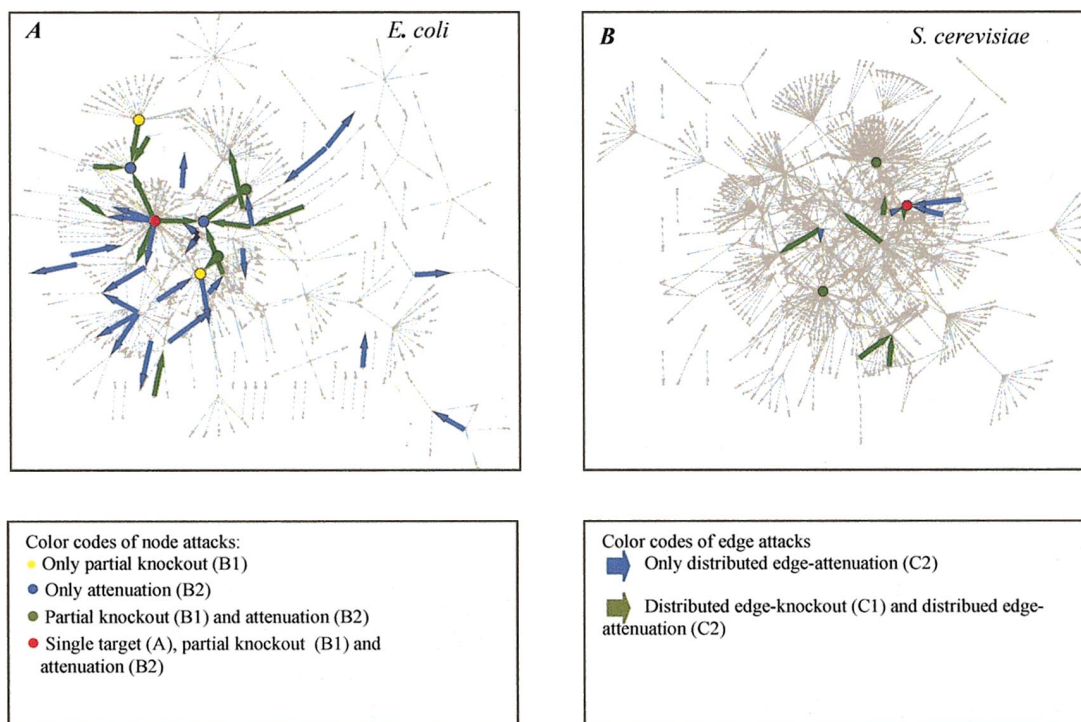 A
E. coli
B
S. cerevisiae
Color codes of node attacks:
Only partial knockout (B1)
Only attenuation (B2)
Partial knockout (B1) and attenuation (B2)
Single target (A), partial knockout (B1) and
attenuation (B2)
Color codes of edge attacks
Only distributed edge-attenuation (C2)
Distributed edge-knockout (C1) and distribued edge-
attenuation (C2)